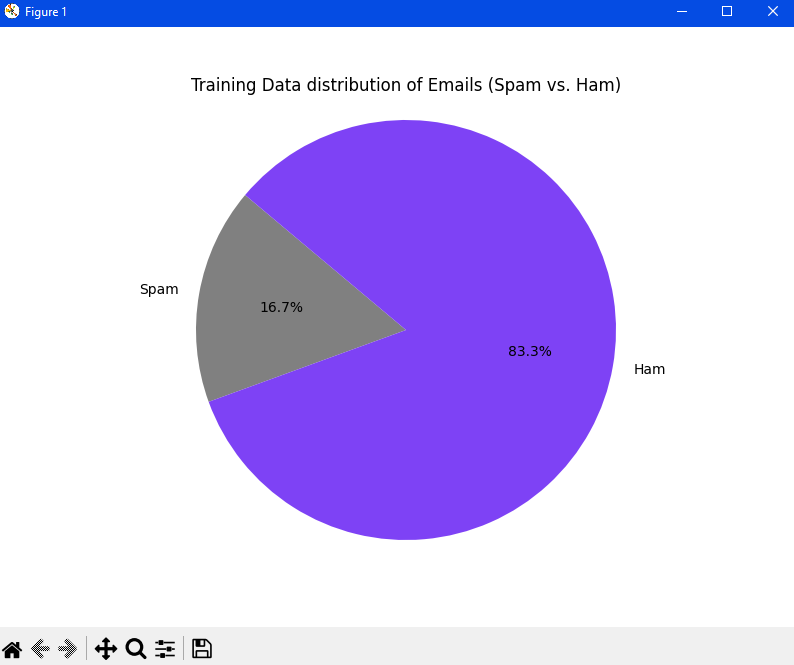 Figure 1
Training Data distribution of Emails (Spam vs. Ham)
Spam
16.7%
83.3%
Ham